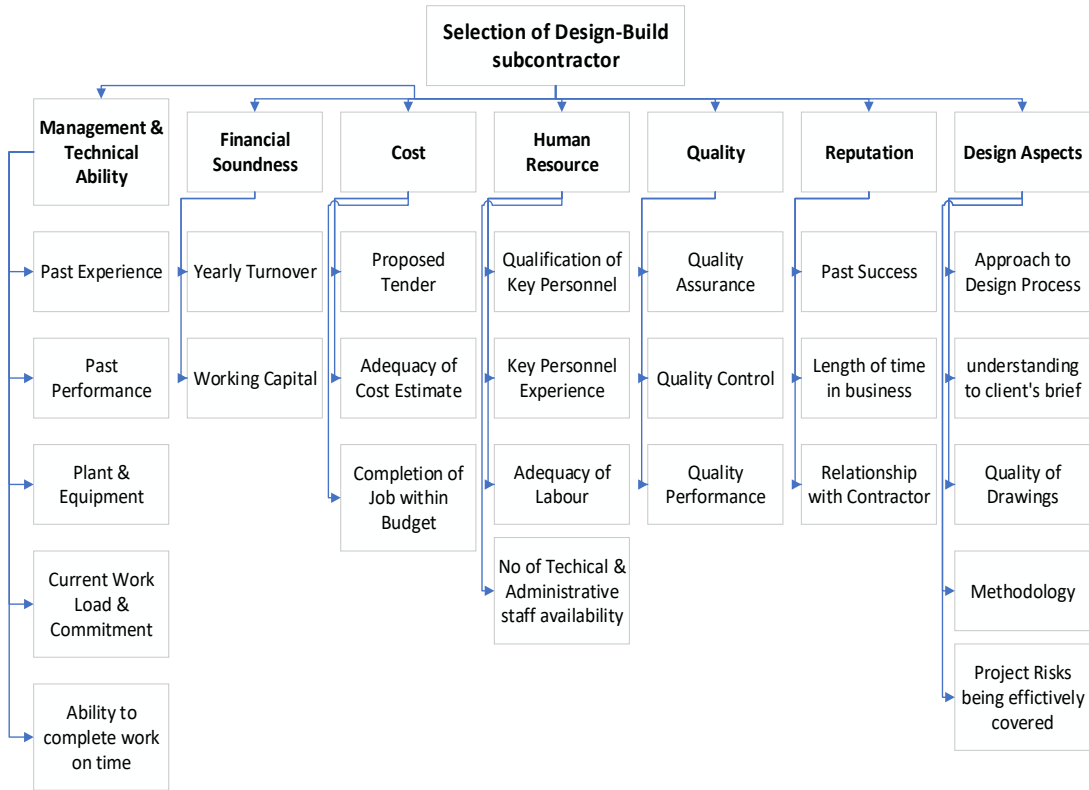 Selection of Design-Build
subcontractor
Management &
Technical
Ability
Financial
Soundness
Cost
Human
Resource
Quality
Reputation
Design Aspects
Past Experience
Yearly Turnover
Proposed
Tender
Qualification of
Key Personnel
Quality
Assurance
Past Success
Approach to
Design Process
Past
Performance
Working Capital
Adequacy of
Cost Estimate
Key Personnel
Experience
Quality Control
Length of time
in business
understanding
to client's brief
Plant &
Equipment
Completion of
Job within
Budget
Adequacy of
Labour
Quality
Performance
Relationship
with Contractor
Quality of
Drawings
Current Work
Load &
Commitment
No of Techical &
Administrative
staff availability
Methodology
Ability to
complete work
on time
Project Risks
being effictively
covered